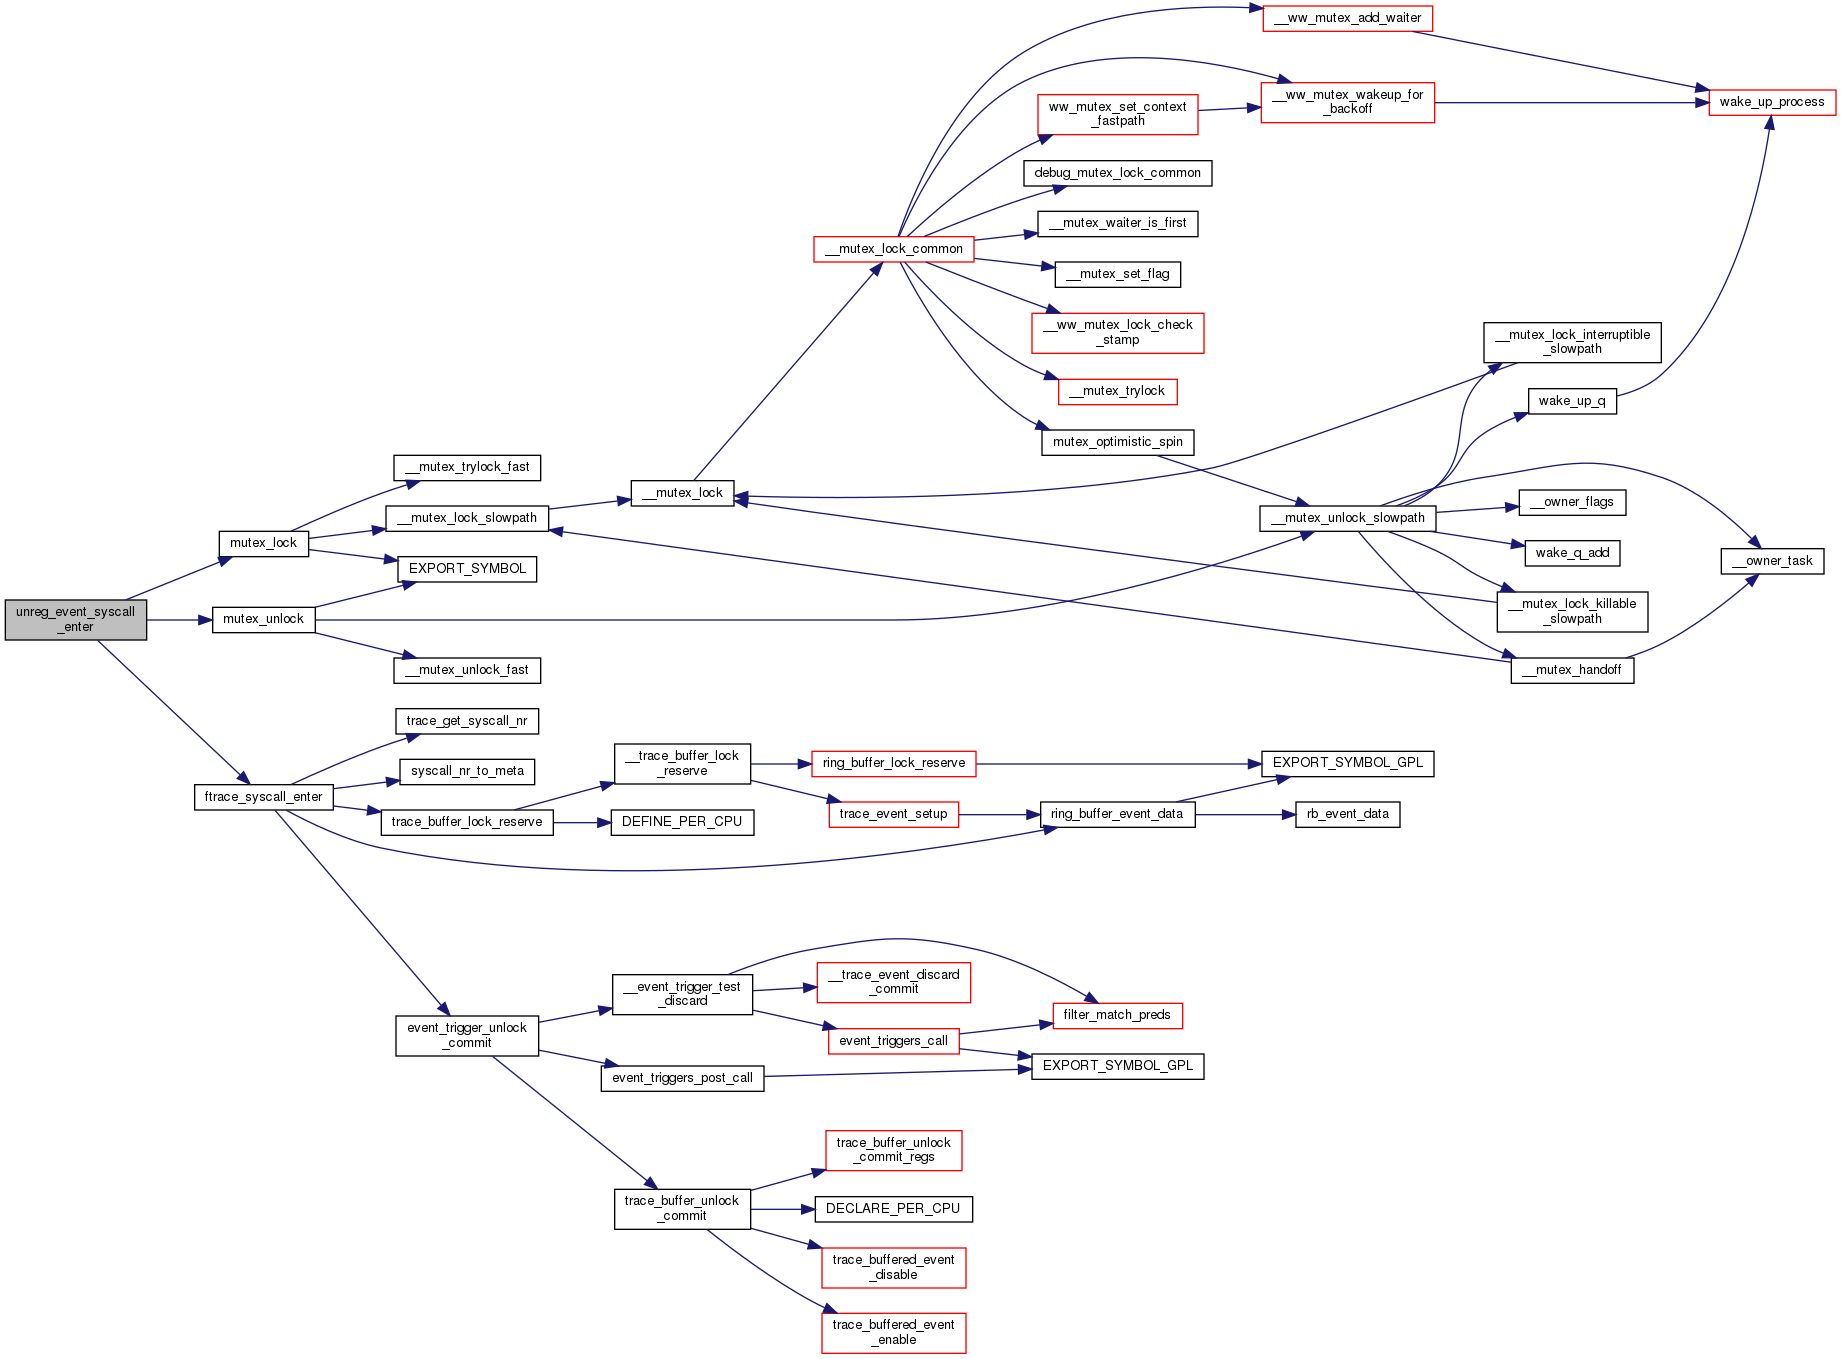 __ww_mutex_add_waiter
__ww_mutex_wakeup_for
_backoff
wake_up_process
ww_mutex_set_context
_fastpath
debug_mutex_lock_common
__mutex_waiter_is_first
__mutex_lock_common
__mutex_set_flag
__ww_mutex_lock_check
_stamp
__mutex_trylock
mutex_optimistic_spin
__mutex_lock_interruptible
_slowpath
wake_up_q
__mutex_trylock_fast
__mutex_lock
__mutex_lock_slowpath
__mutex_unlock_slowpath
__owner_flags
mutex_lock
wake_q_add
__owner_task
EXPORT_SYMBOL
unreg_event_syscall
_enter
mutex_unlock
__mutex_lock_killable
_slowpath
__mutex_unlock_fast
__mutex_handoff
trace_get_syscall_nr
syscall_nr_to_meta
__trace_buffer_lock
_reserve
ring_buffer_lock_reserve
EXPORT_SYMBOL_GPL
ftrace_syscall_enter
trace_buffer_lock_reserve
DEFINE_PER_CPU
trace_event_setup
ring_buffer_event_data
rb_event_data
__event_trigger_test
_discard
__trace_event_discard
_commit
filter_match_preds
event_trigger_unlock
_commit
event_triggers_call
EXPORT_SYMBOL_GPL
event_triggers_post_call
trace_buffer_unlock
_commit_regs
trace_buffer_unlock
_commit
DECLARE_PER_CPU
trace_buffered_event
_disable
trace_buffered_event
_enable